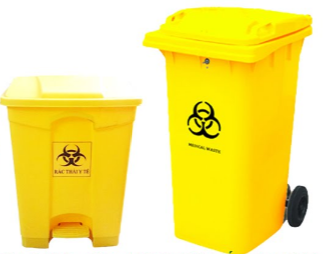 RÁC THẢI Y TẾ
MEDICAL WASTE